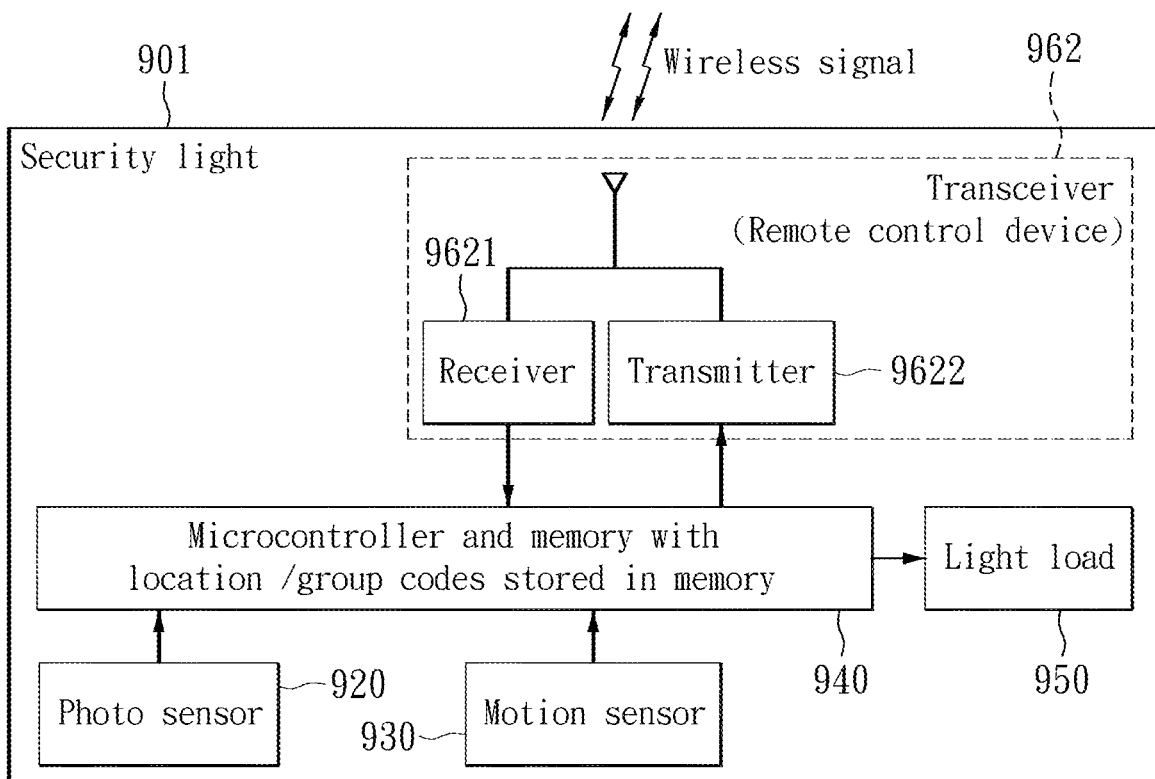 901
Wireless signal
962
Security light
Transceiver
(Remote control device)
9621
Receiver
Transmitter
9622
Microcontroller and memory with
location /group codes stored in memory
Light load
Photo sensor
920
930
Motion sensor
940
950